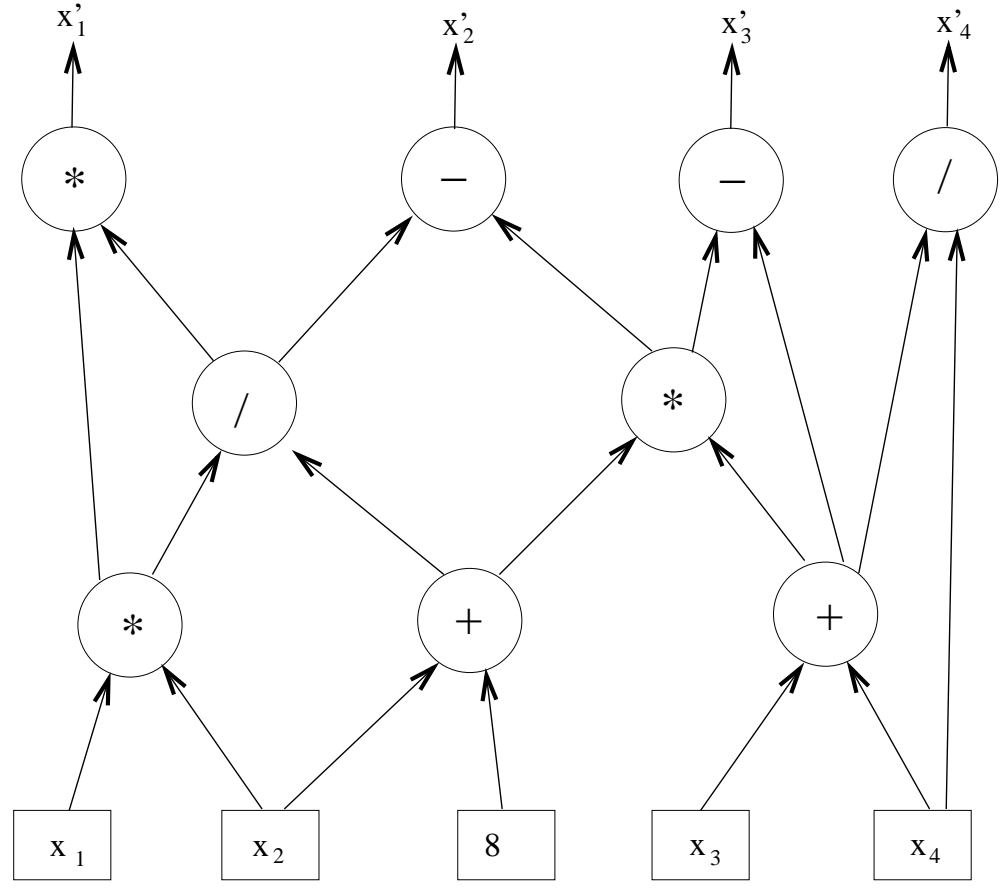 x'1 x'2 x'3 x'4
* − − /
/ *
* + +
x1 x2 8 x3 x4